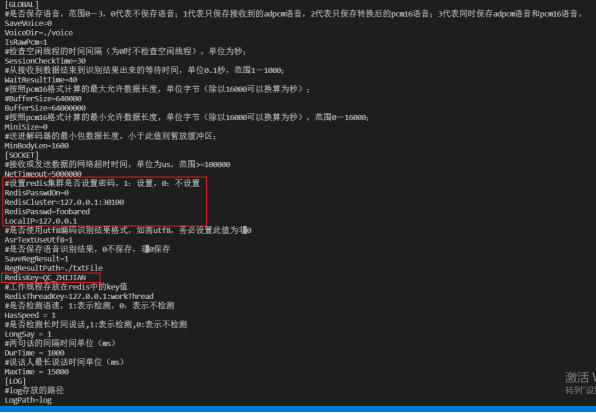 [GLOBAL]
#是否保存语音，范围0-3，0代表不保存语音；1代表只保存接收到的adpcm语音，2代表只保存转换后的pcm16语音；3代表同时保存adpcm语音和pcm16语音。
SaveVoice=0
VoiceDir=./voice
IsRawPcm=1
#检查空闲线程的时间间隔（为0时不检查空闲线程），单位为秒；
SessionCheckTime=30
#从接收到数据结束到识别结果出来的等待时间，单位0.1秒，范围1-1000；
WaitResultTime=40
#按照pcm16格式计算的最大允许数据长度，单位字节（除以16000可以换算为秒）；
#BufferSize=640000
BufferSize=64000000
#按照pcm16格式计算的最小允许数据长度，单位字节（除以16000可以换算为秒），范围0-16000；
MiniSize=0
#送进解码器的最小包数据长度，小于此值则暂放缓冲区；
MinBodyLen=1600
[SOCKET]
#接收或发送数据的网络超时时间，单位为us，范围>=100000
NetTimeout=5000000
#设置redis集群是否设置密码，1：设置，0：不设置
RedisPasswdOn=0
RedisCluster=127.0.0.1:30100
RedisPasswd=foobared
LocalIP=127.0.0.1
#是否使用utf8编码识别结果格式，如需utf8，务必设置此值为非0
AsrTextUseUtf8=1
#是否保存语音识别结果，0不保存，非0保存
SaveRegResult=1
RegResultPath=./txtFile
RedisKey=QC_ZHIJIAN
#工作线程存放在redis中的key值
RedisThreadKey=127.0.0.1:workThread
#是否检测语速，1:表示检测，0：表示不检测
HasSpeed = 1
#是否检测长时间说话,1:表示检测,0:表示不检测
LongSay = 1
#两句话的间隔时间单位（ms）
DurTime = 1000
#说话人最长说话时间单位（ms）
MaxTime = 15000
[LOG]
#log存放的路径
LogPath=log
激活
转到"设